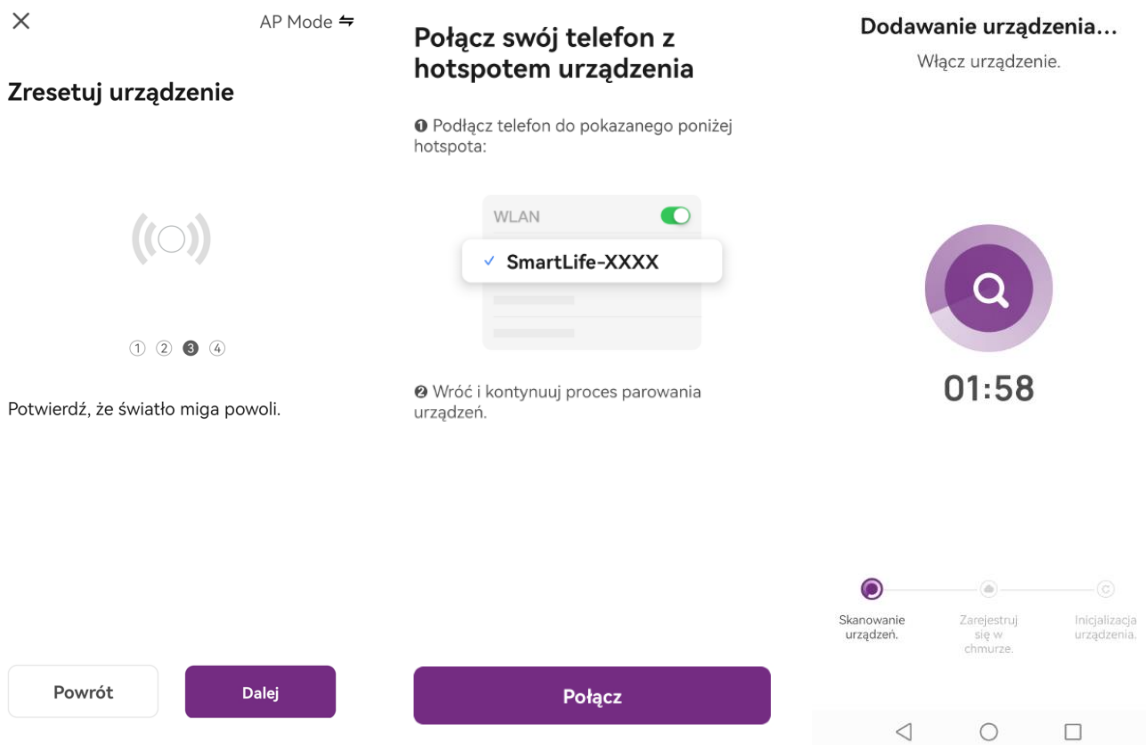 AP Mode
Zresetuj urządzenie
1 2 3 4
Potwierdź, że światło miga powoli.
Powrót
Dalej
Połącz swój telefon z
hotspotem urządzenia
❶ Podłącz telefon do pokazanego poniżej
hotspota:
WLAN
SmartLife-XXXX
❷ Wróć i kontynuuj proces parowania
urządzeń.
Połącz
Dodawanie urządzenia...
Włącz urządzenie.
01:58
Skanowanie
urządzeń.
Zarejestruj
się w
chmurze.
Inicjalizacja
urządzenia.